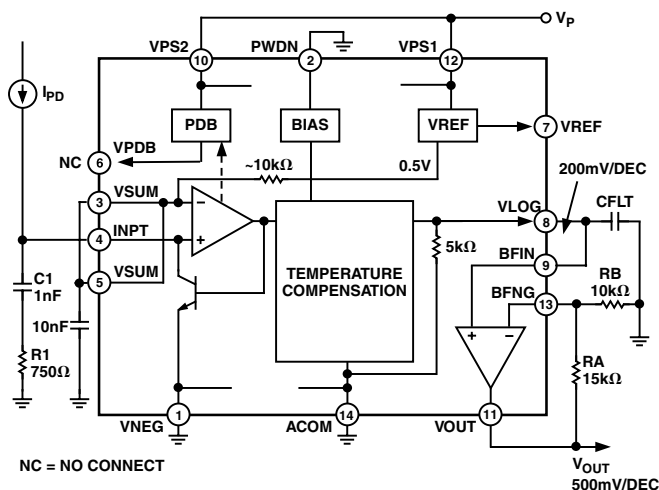 V_P
VPS2
PWDN
VPS1
10
2
12
I_PD
PDB
BIAS
VREF
7
VREF
VPDB
NC
6
~10kΩ
0.5V
200mV/DEC
VSUM
3
VLOG
8
CFLT
INPT
4
5kΩ
VSUM
5
TEMPERATURE
COMPENSATION
BFIN
9
C1
1nF
BFNG
13
RB
10kΩ
10nF
R1
750Ω
RA
15kΩ
1
14
11
VNEG
ACOM
VOUT
NC = NO CONNECT
V_OUT
500mV/DEC